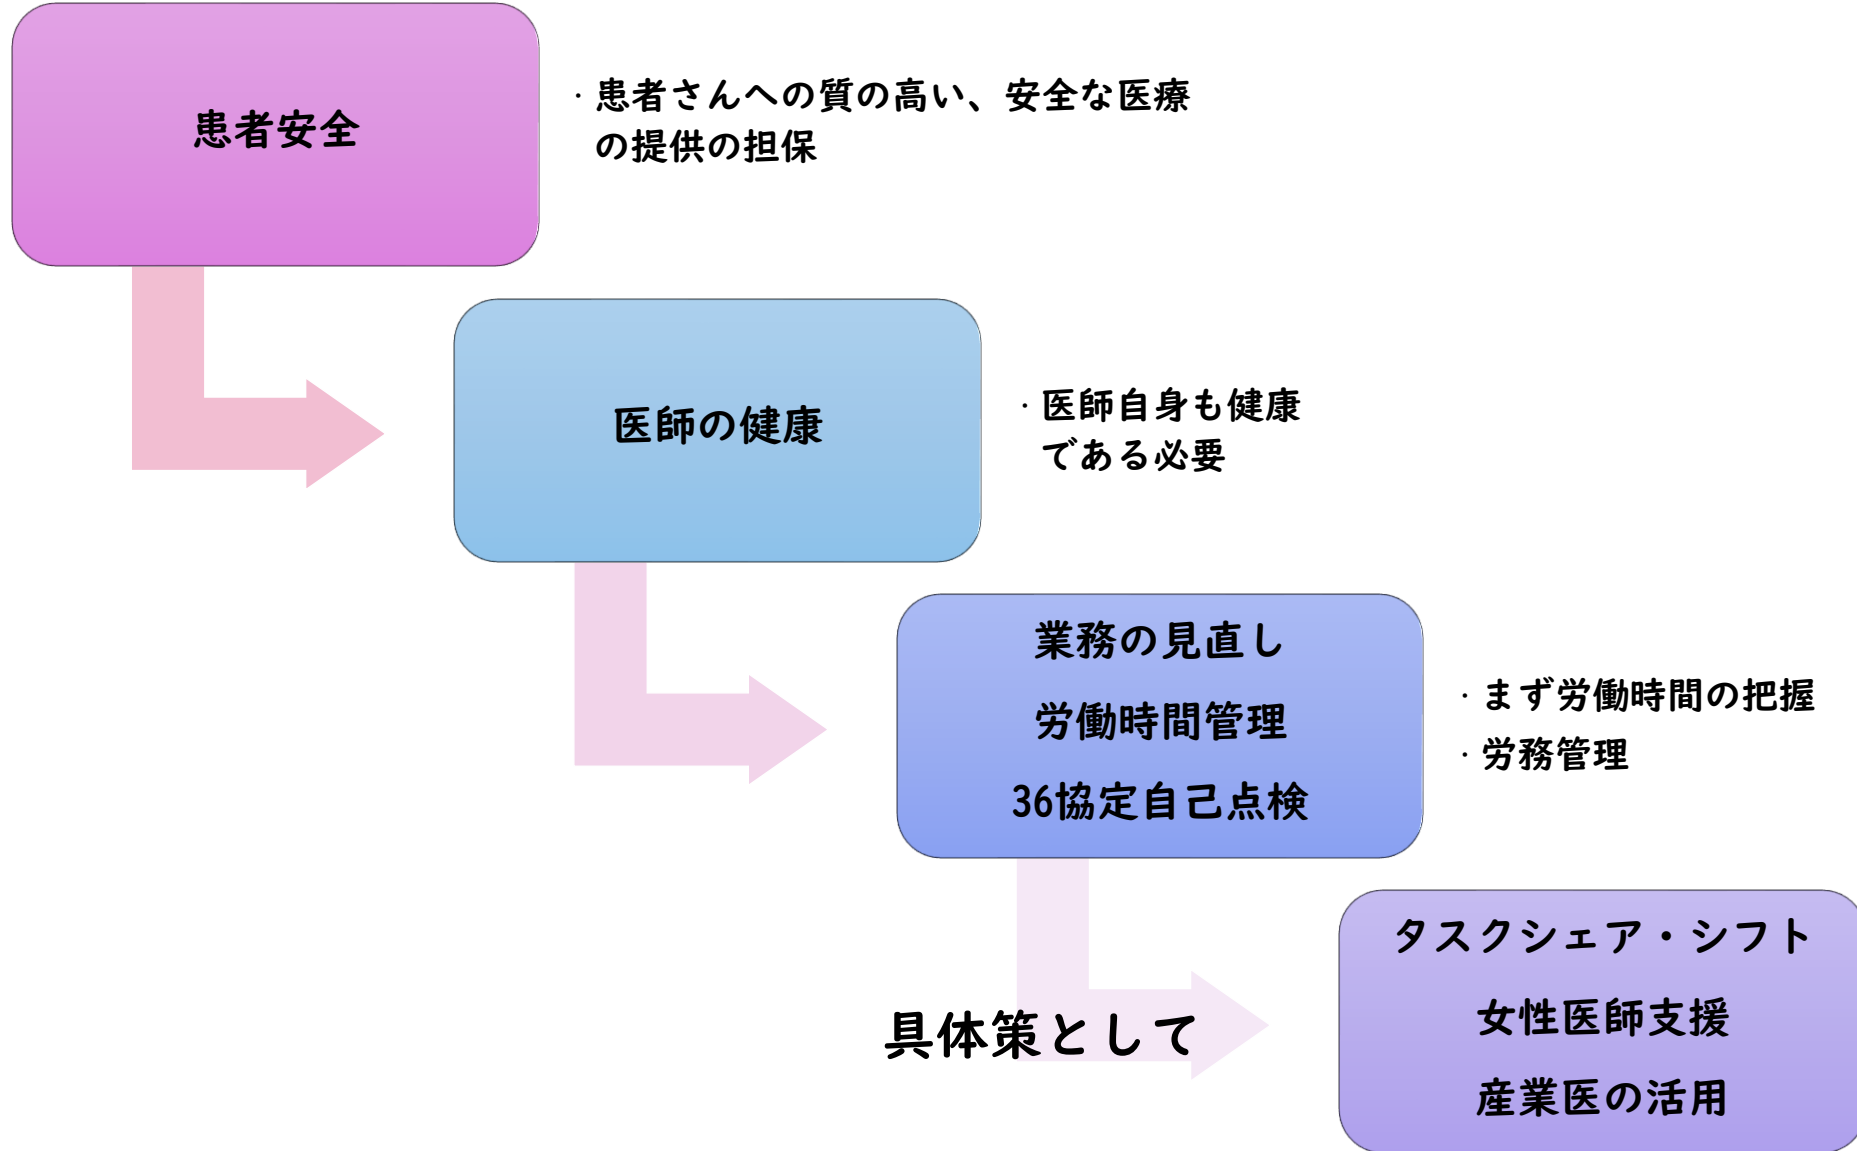 患者安全
・患者さんへの質の高い、安全な医療
の提供の担保
医師の健康
・医師自身も健康
である必要
業務の見直し
労働時間管理
36協定自己点検
・まず労働時間の把握
・労務管理
具体策として
タスクシェア・シフト
女性医師支援
産業医の活用